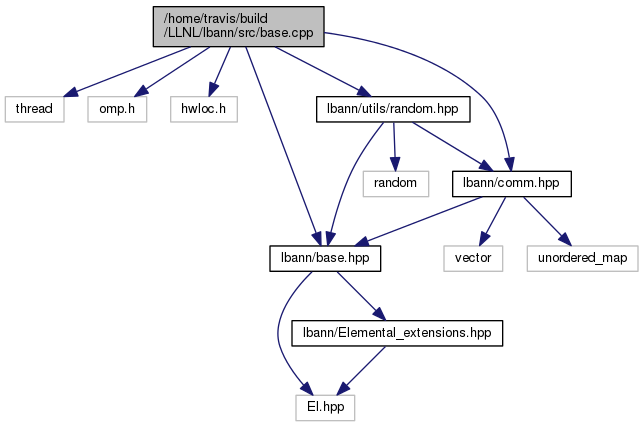 /home/travis/build
/LLNL/lbann/src/base.cpp
thread
omp.h
hwloc.h
lbann/utils/random.hpp
random
lbann/comm.hpp
lbann/base.hpp
vector
unordered_map
lbann/Elemental_extensions.hpp
El.hpp